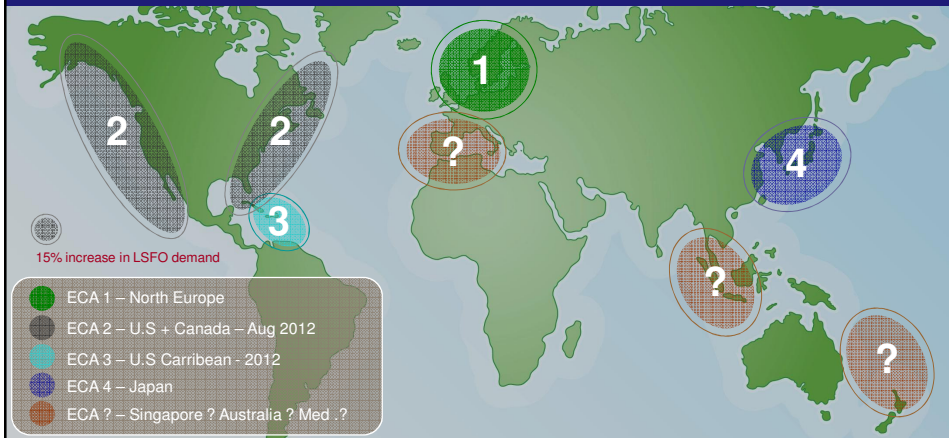 1
2
2
?
4
3
?
?
15% increase in LSFO demand
ECA 1 – North Europe
ECA 2 – U.S + Canada – Aug 2012
ECA 3 – U.S Carribean - 2012
ECA 4 – Japan
ECA ? – Singapore ? Australia ? Med .?